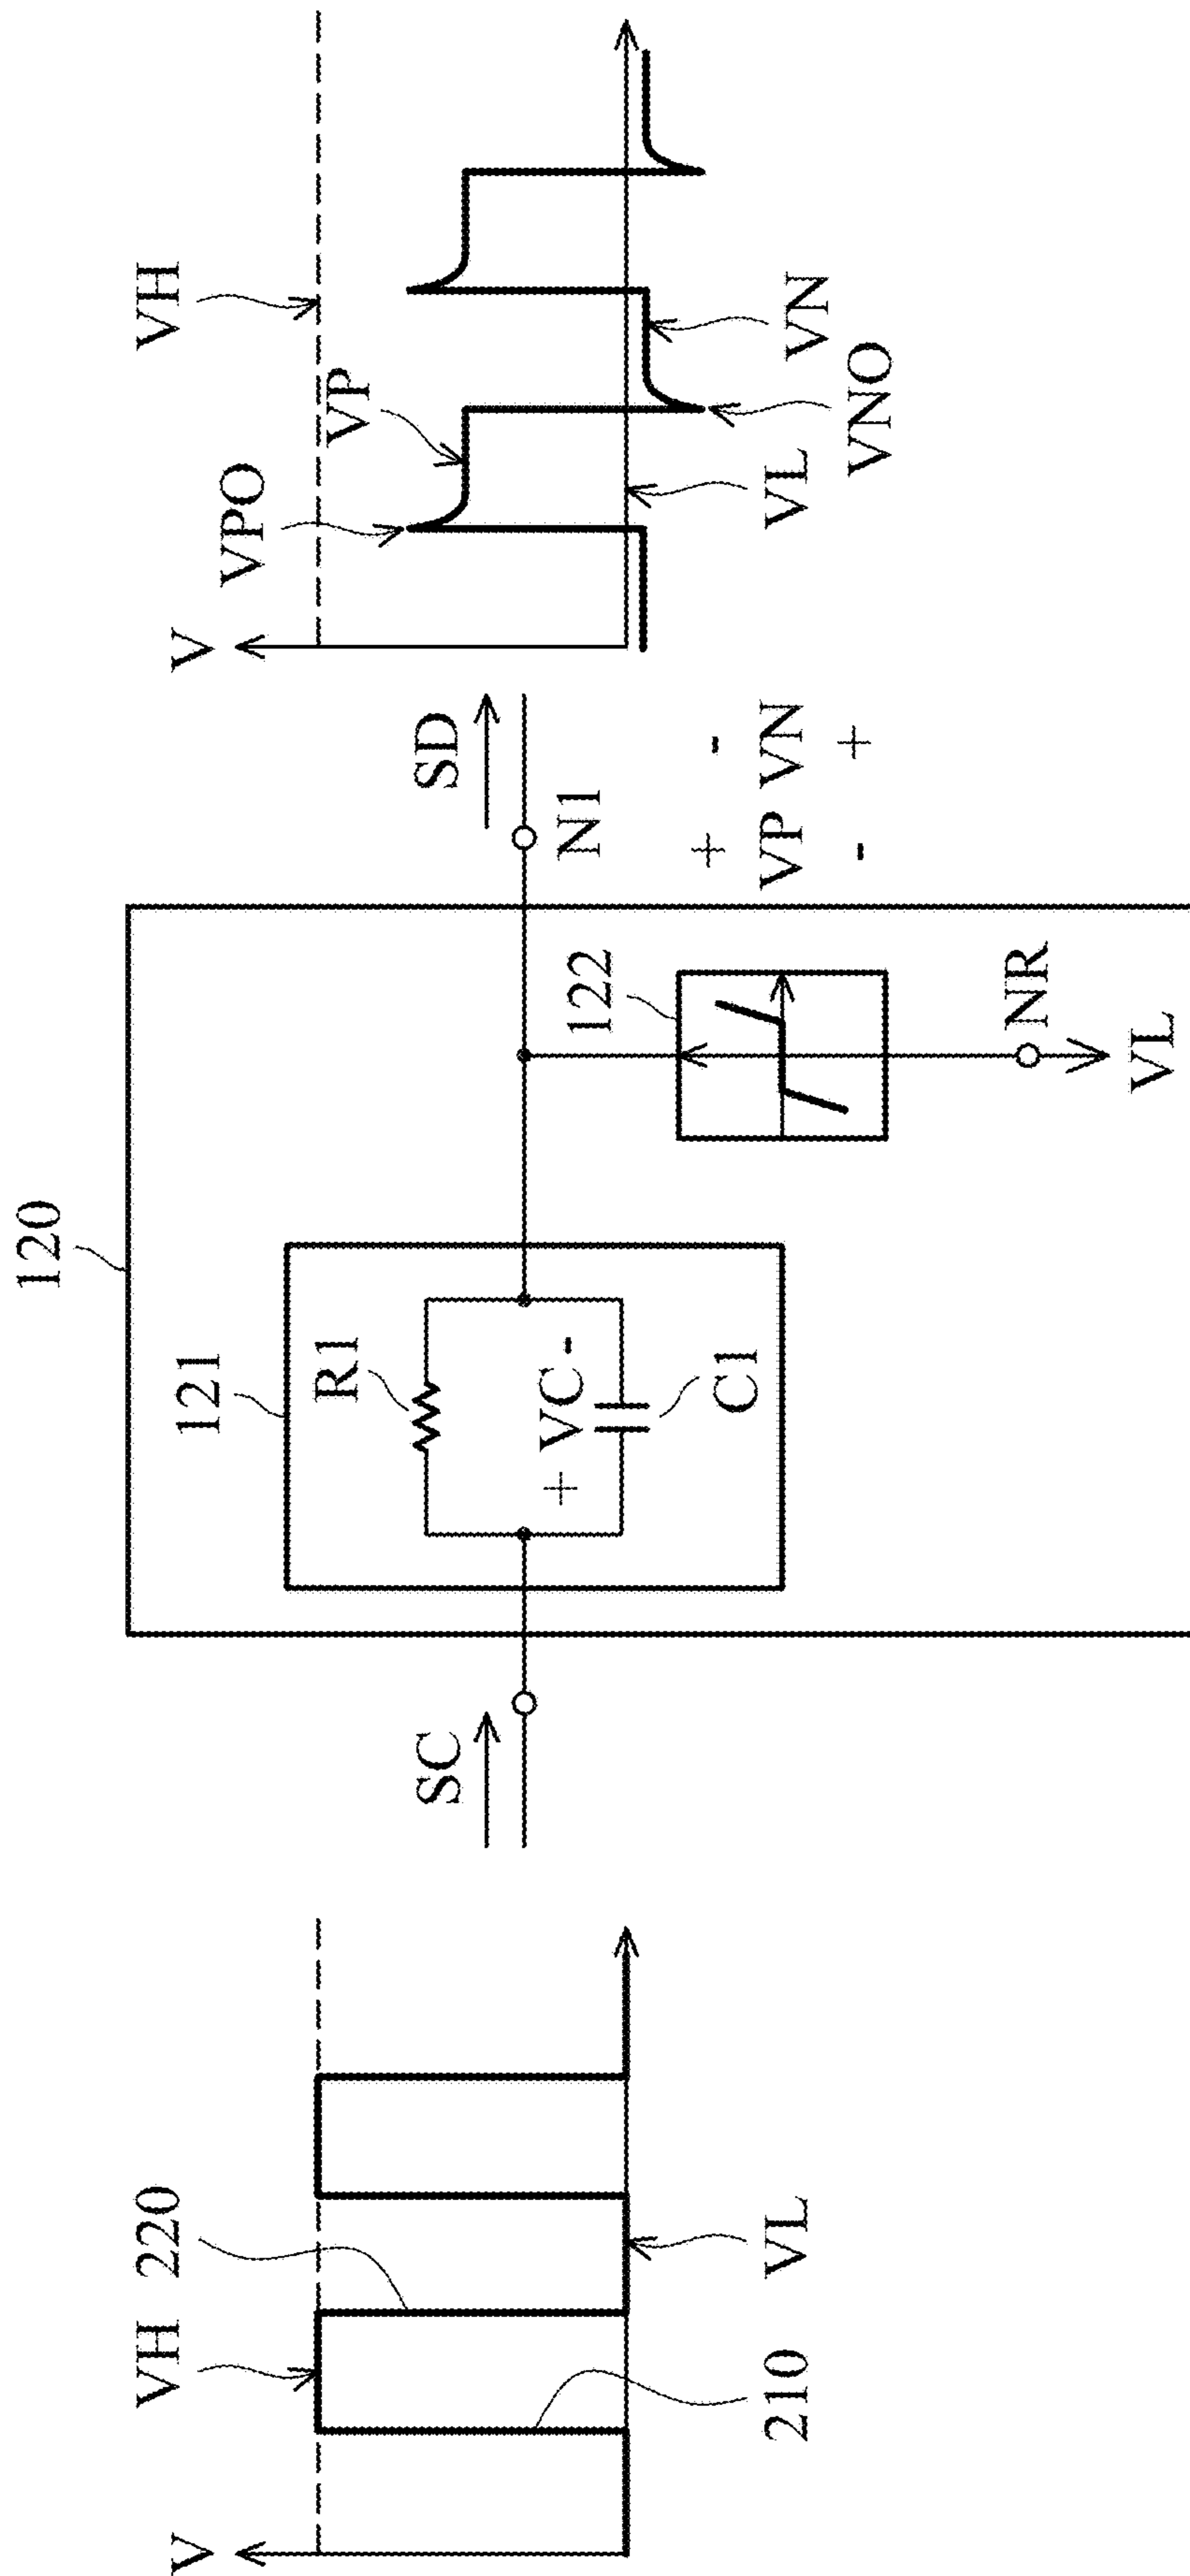 V
VH
220
210
VL
SC
120
121
R1
+ VC -
C1
122
NR
VL
SD
N1
+ -
VP VN
- +
V
VPO
VP
VH
VL
VN
VNO